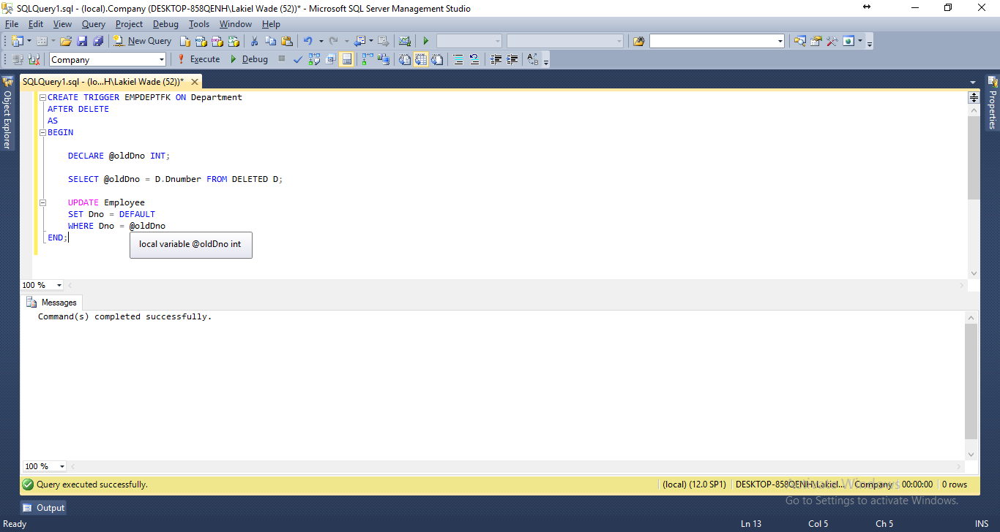 SQLQuery1.sql - (local).Company (DESKTOP-858QENH\Lakiel Wade (52))* - Microsoft SQL Server Management Studio
File Edit View Query Project Debug Tools Window Help
New Query
Company Execute Debug
SQLQuery1.sql - (lo...H\Lakiel Wade (52))*
Object Explorer
Properties
CREATE TRIGGER EMPDEPTFK ON Department
AFTER DELETE
AS
BEGIN
DECLARE @oldDno INT;
SELECT @oldDno = D.Dnumber FROM DELETED D;
UPDATE Employee
SET Dno = DEFAULT
WHERE Dno = @oldDno
END;
local variable @oldDno int
100 %
Messages
Command(s) completed successfully.
100 %
Query executed successfully. (local) (12.0 SP1) DESKTOP-858QENH\Lakiel... Company 00:00:00 0 rows
Activate Windows
Go to Settings to activate Windows.
Output
Ready Ln 13 Col 5 Ch 5 INS